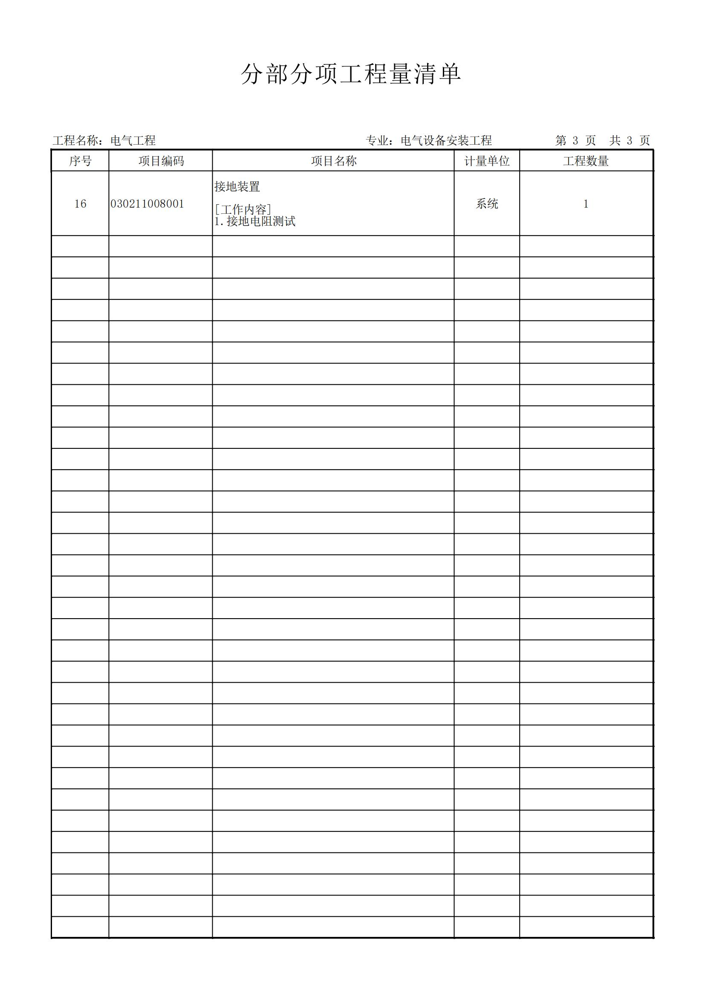 分部分项工程量清单
工程名称：电气工程 专业：电气设备安装工程 第 3 页 共 3 页
序号 项目编码 项目名称 计量单位 工程数量
接地装置
16 030211008001 系统 1
[工作内容]
1.接地电阻测试